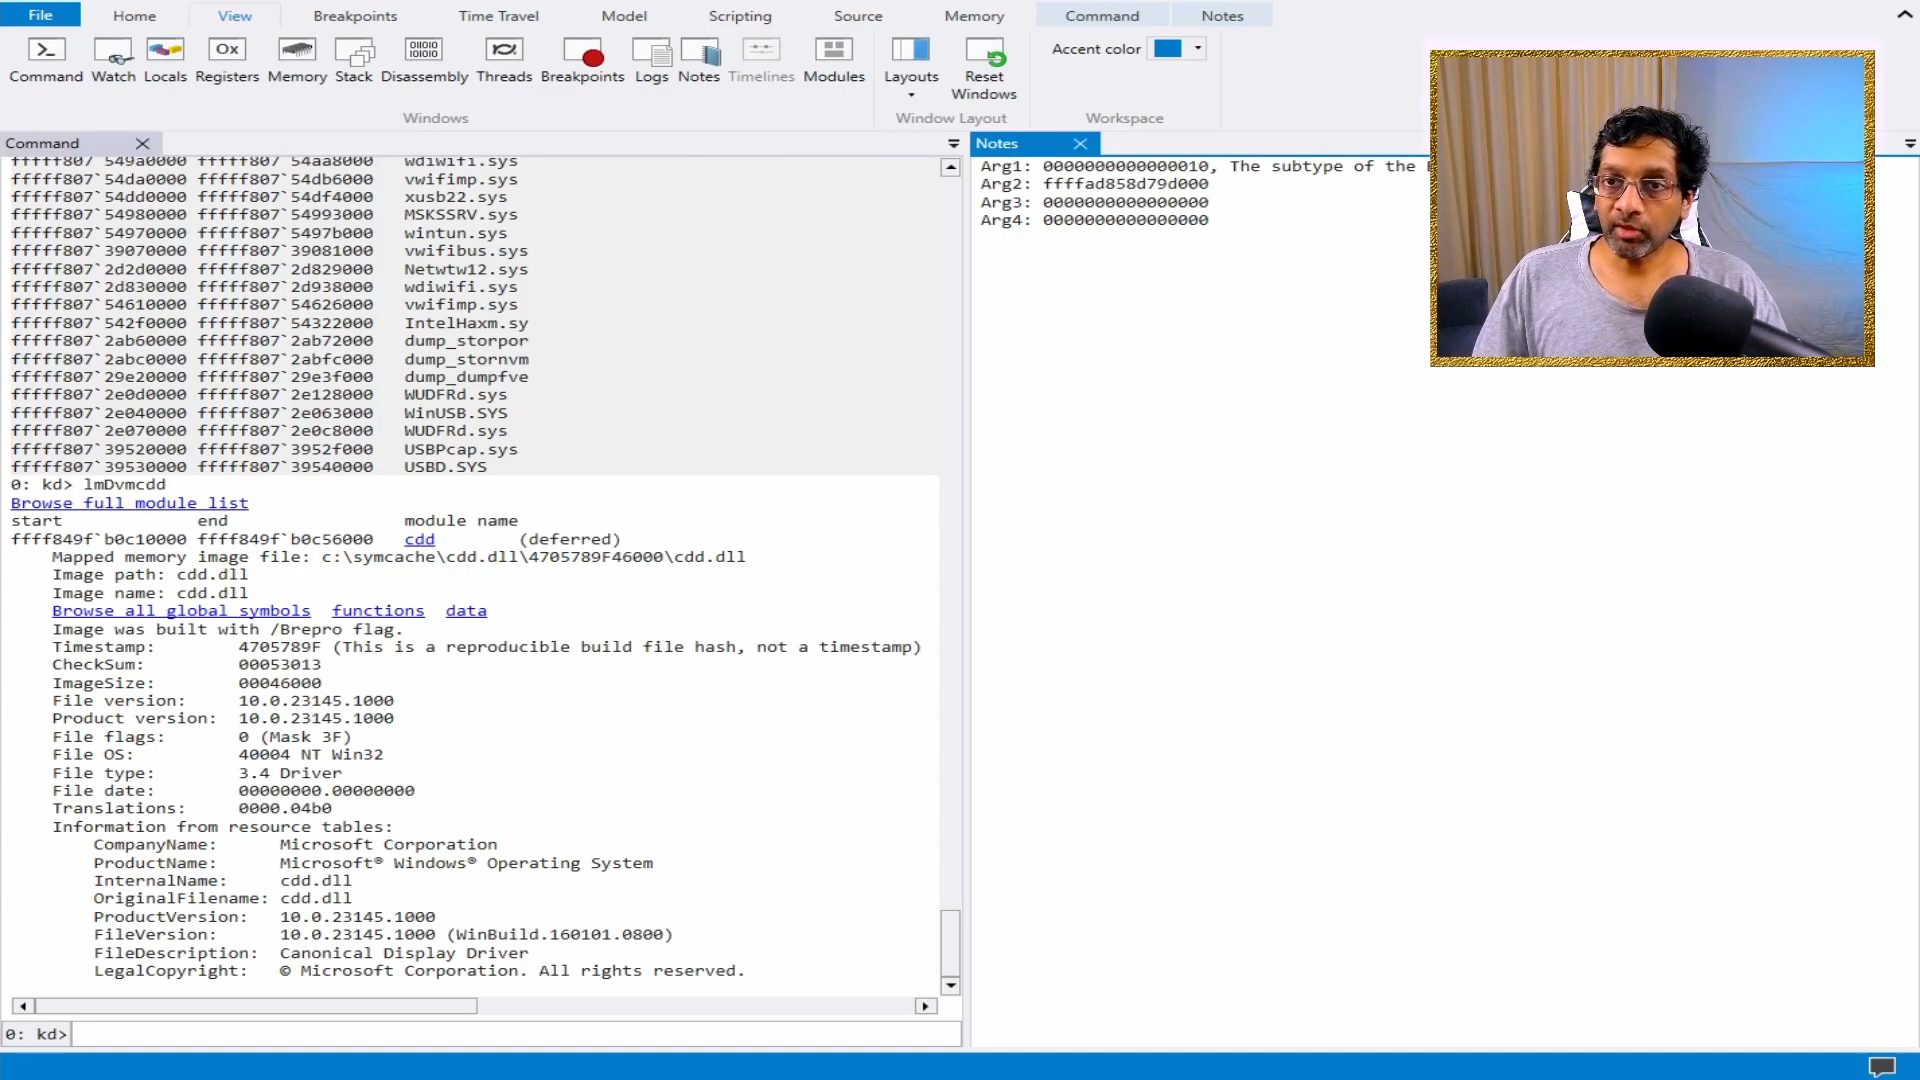 File Home View Breakpoints Time Travel Model Scripting Source Memory Command Notes
Command Watch Locals Registers Memory Stack Disassembly Threads Breakpoints Logs Notes Timelines Modules Layouts Reset Windows
Accent color
Windows Window Layout Workspace
Command
fffff807`549a0000 fffff807`54aa8000 wdiwifi.sys
fffff807`54da0000 fffff807`54db6000 vwifimp.sys
fffff807`54dd0000 fffff807`54df4000 xusb22.sys
fffff807`54980000 fffff807`54993000 MSKSSRV.sys
fffff807`54970000 fffff807`5497b000 wintun.sys
fffff807`39070000 fffff807`39081000 vwifibus.sys
fffff807`2d2d0000 fffff807`2d829000 Netwtw12.sys
fffff807`2d830000 fffff807`2d938000 wdiwifi.sys
fffff807`54610000 fffff807`54626000 vwifimp.sys
fffff807`542f0000 fffff807`54322000 IntelHaxm.sy
fffff807`2ab60000 fffff807`2ab72000 dump_storpor
fffff807`2abc0000 fffff807`2abfc000 dump_stornvm
fffff807`29e20000 fffff807`29e3f000 dump_dumpfve
fffff807`2e0d0000 fffff807`2e128000 WUDFRd.sys
fffff807`2e040000 fffff807`2e063000 WinUSB.SYS
fffff807`2e070000 fffff807`2e0c8000 WUDFRd.sys
fffff807`39520000 fffff807`3952f000 USBPcap.sys
fffff807`39530000 fffff807`39540000 USBD.SYS
0: kd> lmDvmcdd
Browse full module list
start end module name
ffff849f`b0c10000 ffff849f`b0c56000 cdd (deferred)
Mapped memory image file: c:\symcache\cdd.dll\4705789F46000\cdd.dll
Image path: cdd.dll
Image name: cdd.dll
Browse all global symbols functions data
Image was built with /Brepro flag.
Timestamp: 4705789F (This is a reproducible build file hash, not a timestamp)
CheckSum: 00053013
ImageSize: 00046000
File version: 10.0.23145.1000
Product version: 10.0.23145.1000
File flags: 0 (Mask 3F)
File OS: 40004 NT Win32
File type: 3.4 Driver
File date: 00000000.00000000
Translations: 0000.04b0
Information from resource tables:
CompanyName: Microsoft Corporation
ProductName: Microsoft® Windows® Operating System
InternalName: cdd.dll
OriginalFilename: cdd.dll
ProductVersion: 10.0.23145.1000
FileVersion: 10.0.23145.1000 (WinBuild.160101.0800)
FileDescription: Canonical Display Driver
LegalCopyright: © Microsoft Corporation. All rights reserved.
0: kd>
Notes
Arg1: 0000000000000010, The subtype of the
Arg2: ffffad858d79d000
Arg3: 0000000000000000
Arg4: 0000000000000000